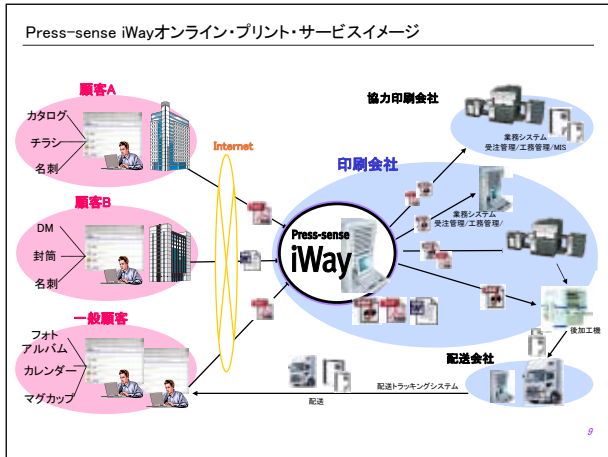 Press-sense iWayオンライン・プリント・サービスイメージ
顧客A
カタログ
チラシ
名刺
顧客B
DM
封筒
名刺
一般顧客
フォト
アルバム
カレンダー
マグカップ
Internet
印刷会社
Press-sense
iWay
協力印刷会社
業務システム
受注管理/工務管理/MIS
業務システム
受注管理/工務管理/
後加工機
配送会社
配送トラッキングシステム
配送
9